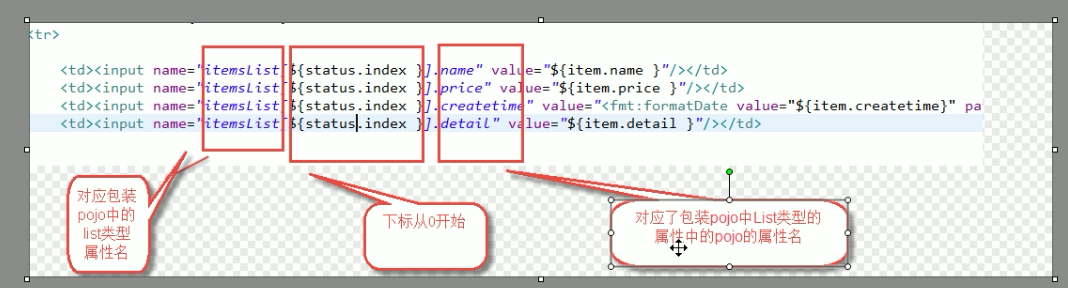 <tr>
<td><input name="itemsList[${status.index }].name" value="${item.name }"/></td>
<td><input name="itemsList[${status.index }].price" value="${item.price }"/></td>
<td><input name="itemsList[${status.index }].createtime" value="<fmt:formatDate value="${item.createtime}" pa
<td><input name="itemsList[${status.index }].detail" value="${item.detail }"/></td>
对应包装
pojo中的
list类型
属性名
下标从0开始
对应了包装pojo中List类型的
属性中的pojo的属性名